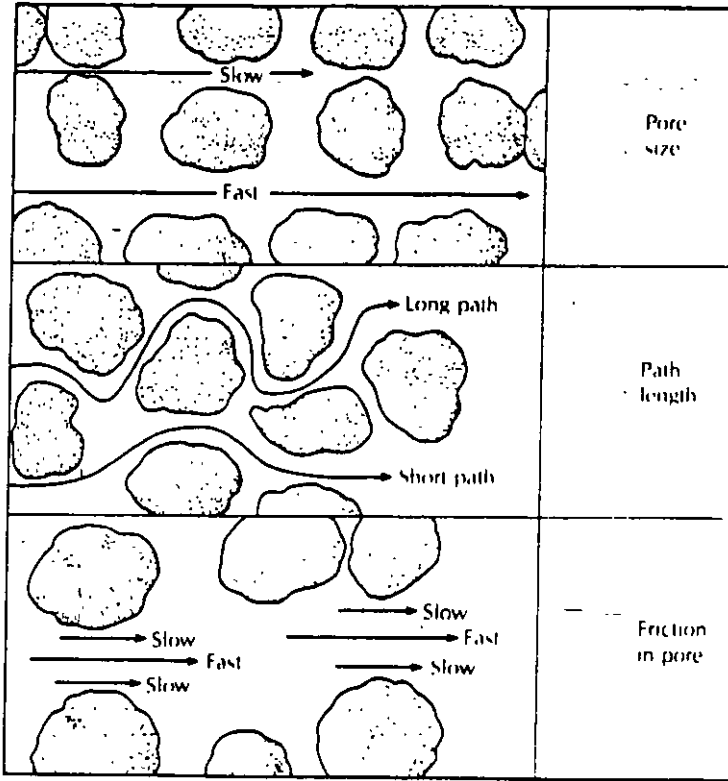 Slow
Pore
size
Fast
Long path
Path
length
Short path
Slow
Slow
Fast
Fast
Friction
in pore
Slow
Slow